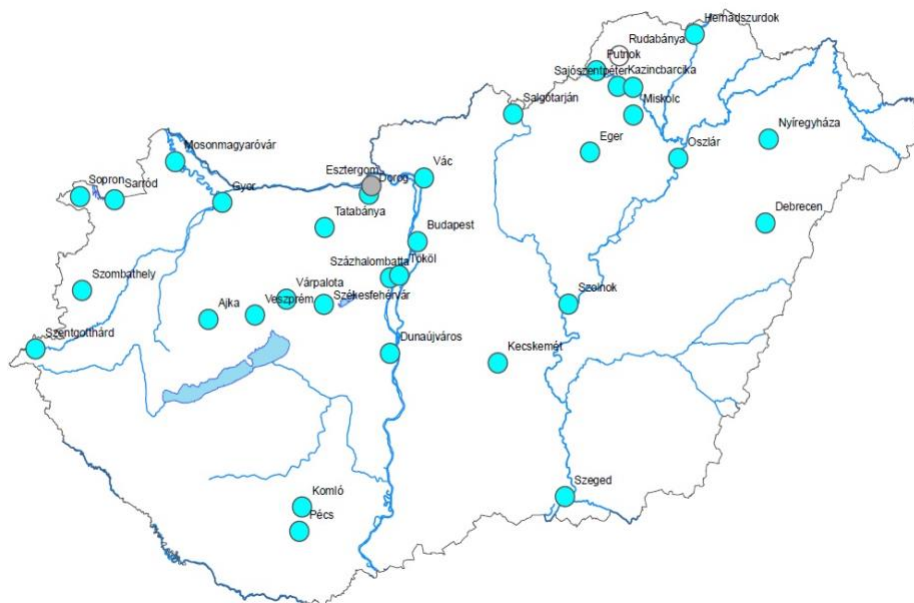 Hernádszurdok
Rudabánya
Putnok
Sajószentpéter
Kazincbarcika
Salgótarján
Miskolc
Nyíregyháza
Eger
Oszlár
Mosonmagyaróvár
Vác
Esztergom
Dorog
Sopron
Sarród
Gyor
Tatabánya
Debrecen
Budapest
Százhalombatta
Tököl
Szombathely
Várpalota
Székesfehérvár
Veszprém
Ajka
Szolnok
Szentgotthárd
Dunaújváros
Kecskemét
Szeged
Komló
Pécs